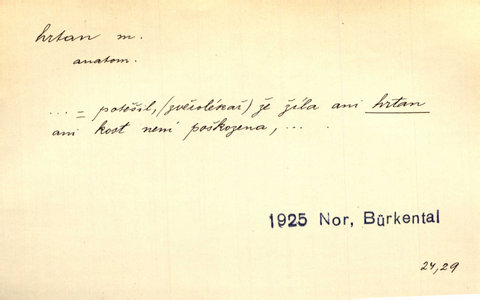 hrtan m.
anatom.
... = potěšil, (zvěrolékař) že žíla ani hrtan
ani kost není poškozena, ...
1925 Nor, Bürkental
24,29